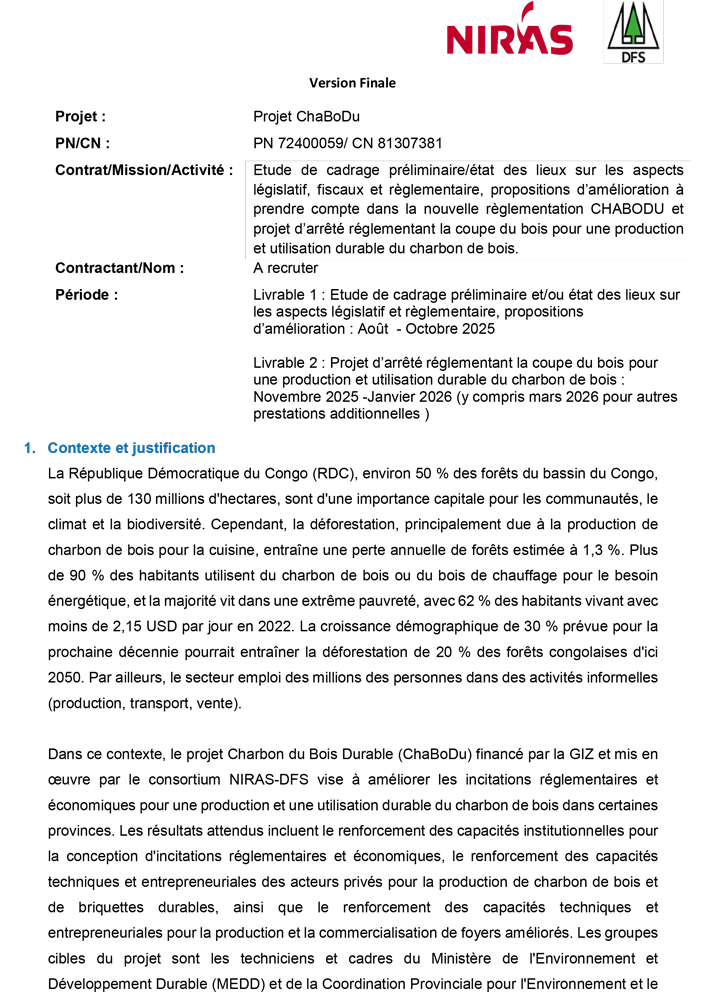 NIRAS
DFS
Version Finale
Projet : Projet ChaBoDu
PN/CN : PN 72400059/ CN 81307381
Contrat/Mission/Activité : Etude de cadrage préliminaire/état des lieux sur les aspects
législatif, fiscaux et règlementaire, propositions d’amélioration à
prendre compte dans la nouvelle règlementation CHABODU et
projet d’arrêté réglementant la coupe du bois pour une production
et utilisation durable du charbon de bois.
Contractant/Nom : A recruter
Période : Livrable 1 : Etude de cadrage préliminaire et/ou état des lieux sur
les aspects législatif et règlementaire, propositions
d’amélioration : Août - Octobre 2025
Livrable 2 : Projet d’arrêté réglementant la coupe du bois pour
une production et utilisation durable du charbon de bois :
Novembre 2025 -Janvier 2026 (y compris mars 2026 pour autres
prestations additionnelles )
1. Contexte et justification
La République Démocratique du Congo (RDC), environ 50 % des forêts du bassin du Congo,
soit plus de 130 millions d'hectares, sont d'une importance capitale pour les communautés, le
climat et la biodiversité. Cependant, la déforestation, principalement due à la production de
charbon de bois pour la cuisine, entraîne une perte annuelle de forêts estimée à 1,3 %. Plus
de 90 % des habitants utilisent du charbon de bois ou du bois de chauffage pour le besoin
énergétique, et la majorité vit dans une extrême pauvreté, avec 62 % des habitants vivant avec
moins de 2,15 USD par jour en 2022. La croissance démographique de 30 % prévue pour la
prochaine décennie pourrait entraîner la déforestation de 20 % des forêts congolaises d'ici
2050. Par ailleurs, le secteur emploi des millions des personnes dans des activités informelles
(production, transport, vente).
Dans ce contexte, le projet Charbon du Bois Durable (ChaBoDu) financé par la GIZ et mis en
œuvre par le consortium NIRAS-DFS vise à améliorer les incitations réglementaires et
économiques pour une production et une utilisation durable du charbon de bois dans certaines
provinces. Les résultats attendus incluent le renforcement des capacités institutionnelles pour
la conception d'incitations réglementaires et économiques, le renforcement des capacités
techniques et entrepreneuriales des acteurs privés pour la production de charbon de bois et
de briquettes durables, ainsi que le renforcement des capacités techniques et
entrepreneuriales pour la production et la commercialisation de foyers améliorés. Les groupes
cibles du projet sont les techniciens et cadres du Ministère de l'Environnement et
Développement Durable (MEDD) et de la Coordination Provinciale pour l'Environnement et le